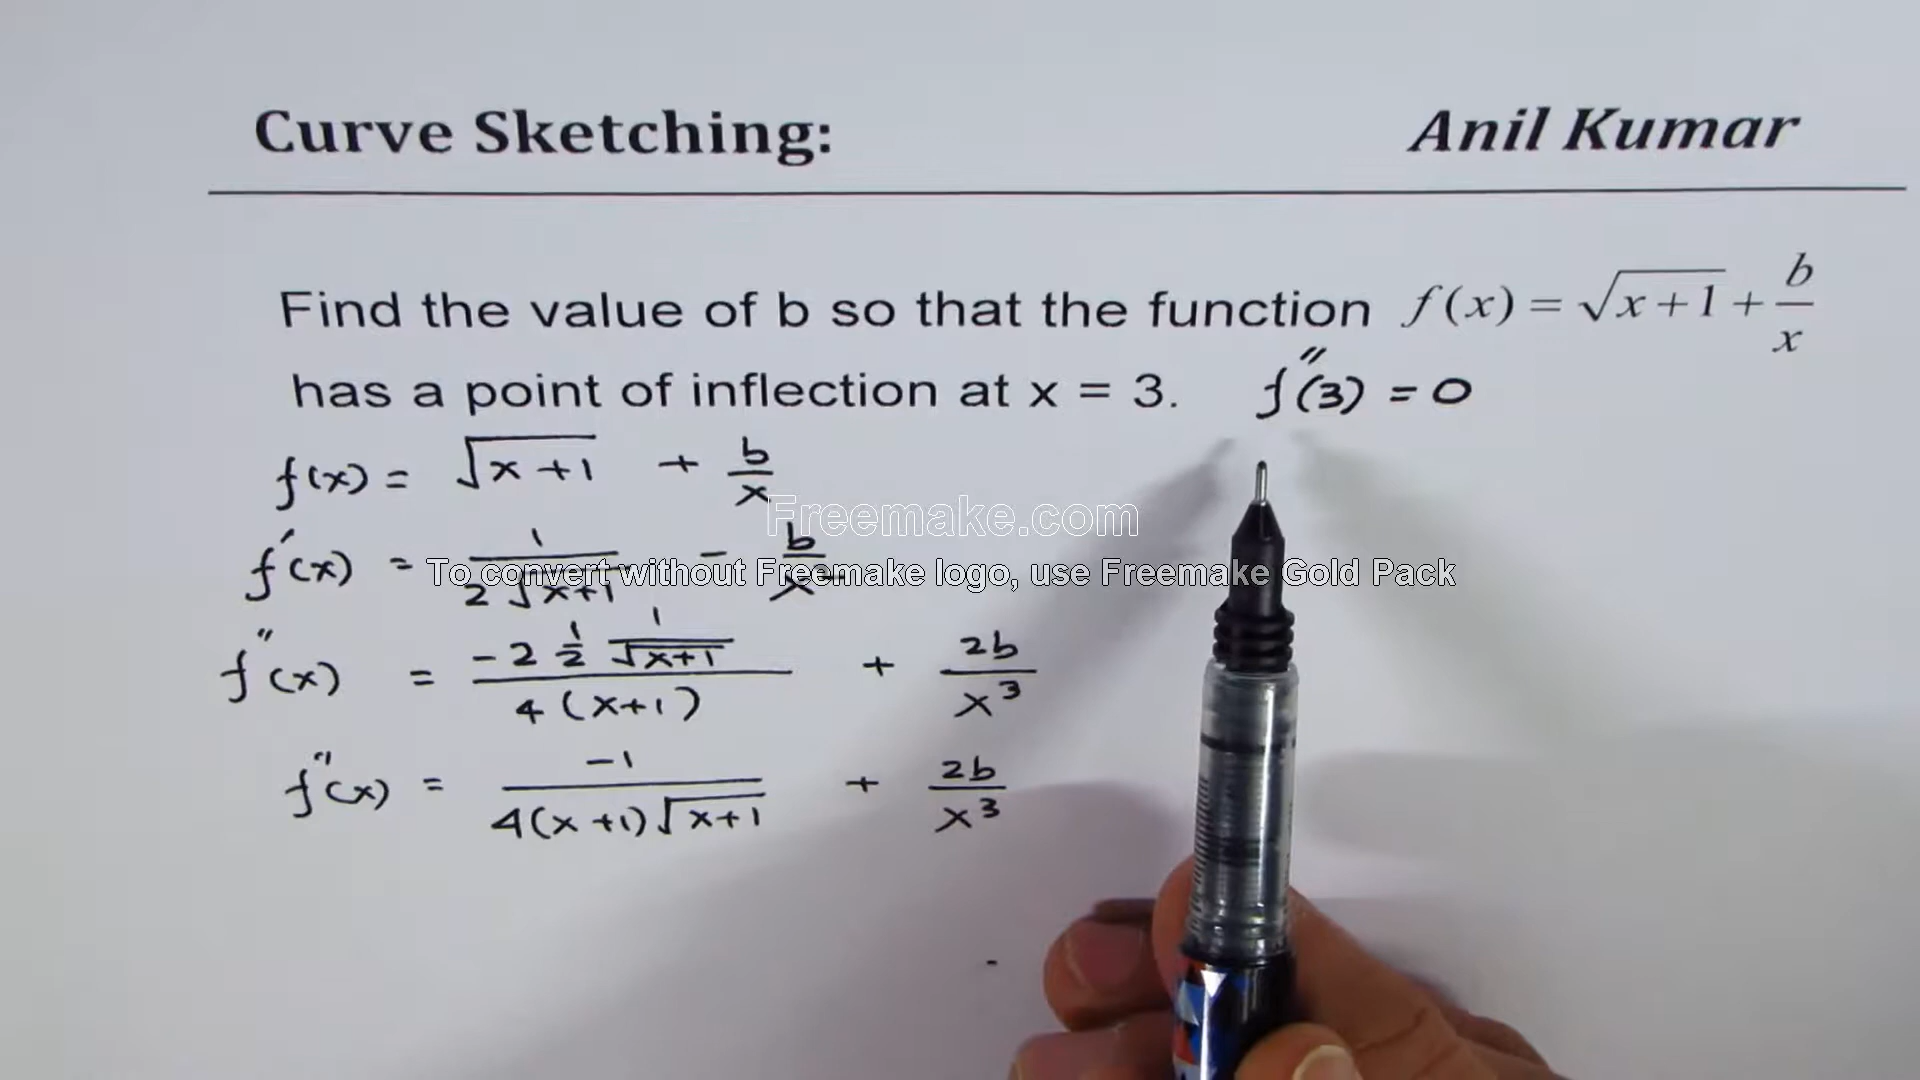 Curve Sketching: Anil Kumar
Find the value of b so that the function f(x) = √(x+1) + b/x
has a point of inflection at x = 3. f''(3) = 0
f(x) = √(x+1) + b/x
Freemake.com
f'(x) = 1/(2√(x+1)) - b/x²
To convert without Freemake logo, use Freemake Gold Pack
f''(x) = (-2 1/2 1/√(x+1))/(4(x+1)) + 2b/x³
f''(x) = -1/(4(x+1)√(x+1)) + 2b/x³